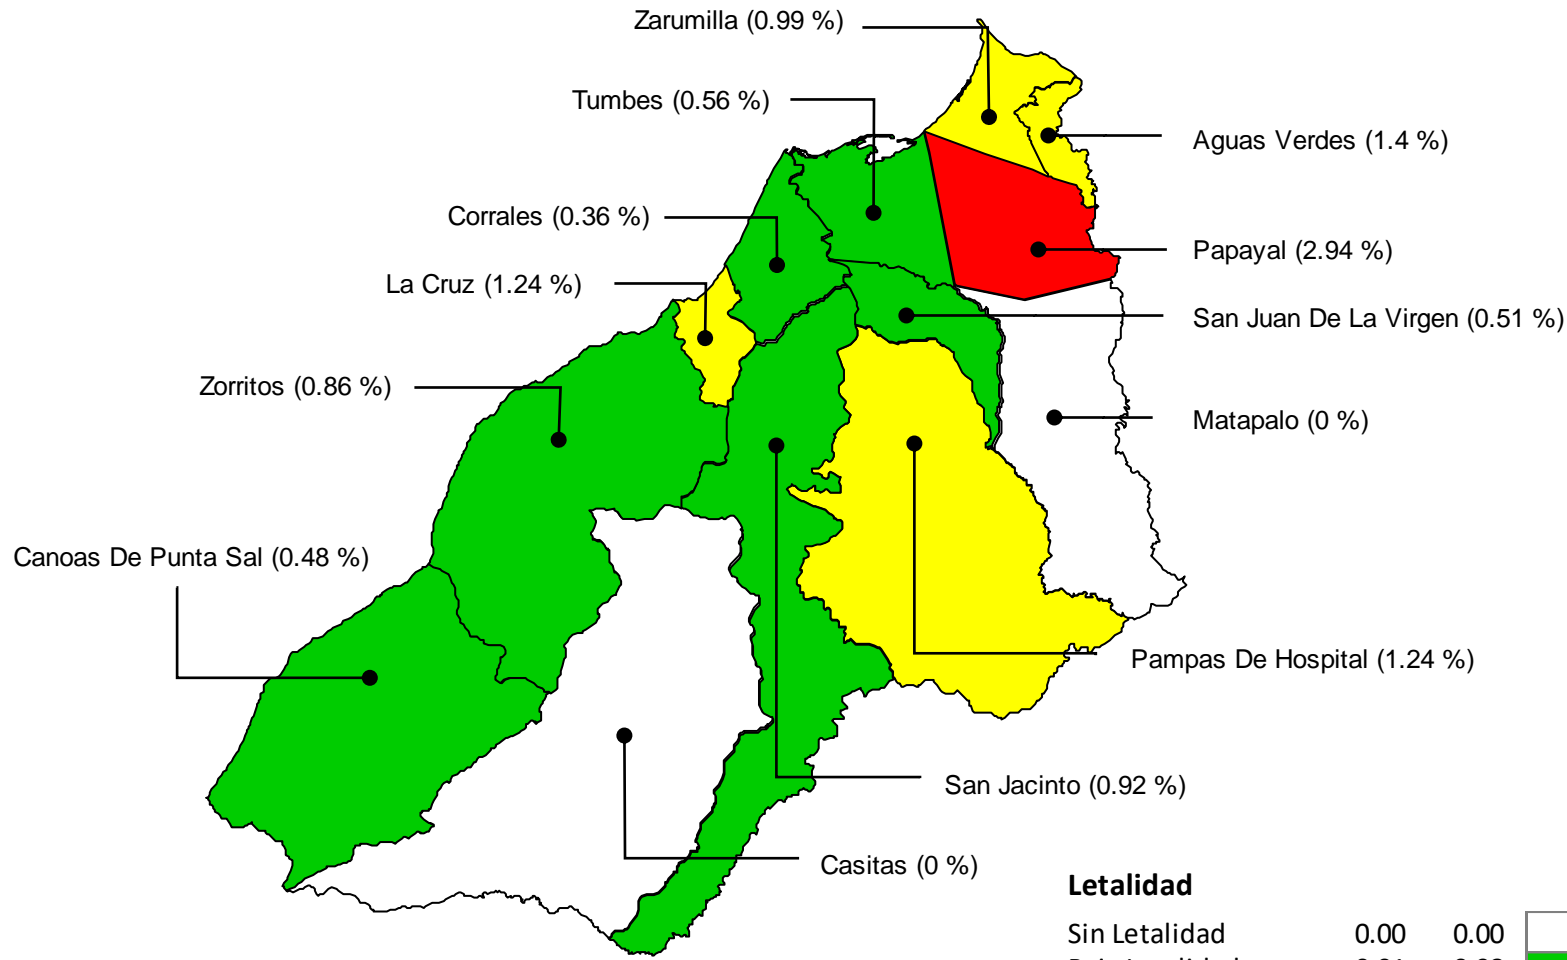 Zarumilla (0.99 %)
Tumbes (0.56 %)
Aguas Verdes (1.4 %)
Corrales (0.36 %)
Papayal (2.94 %)
La Cruz (1.24 %)
San Juan De La Virgen (0.51 %)
Zorritos (0.86 %)
Matapalo (0 %)
Canoas De Punta Sal (0.48 %)
Pampas De Hospital (1.24 %)
San Jacinto (0.92 %)
Casitas (0 %)
Letalidad
Sin Letalidad 0.00 0.00